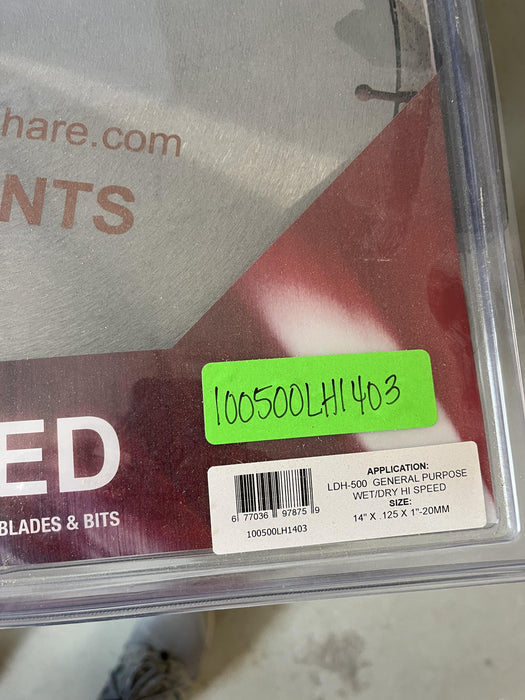 hare.com
NTS
100500LH1403
ED
BLADES & BITS
APPLICATION:
LDH-500 GENERAL PURPOSE
WET/DRY HI SPEED
SIZE:
14" X .125 X 1"-20MM
6 77036 97875 9
100500LH1403